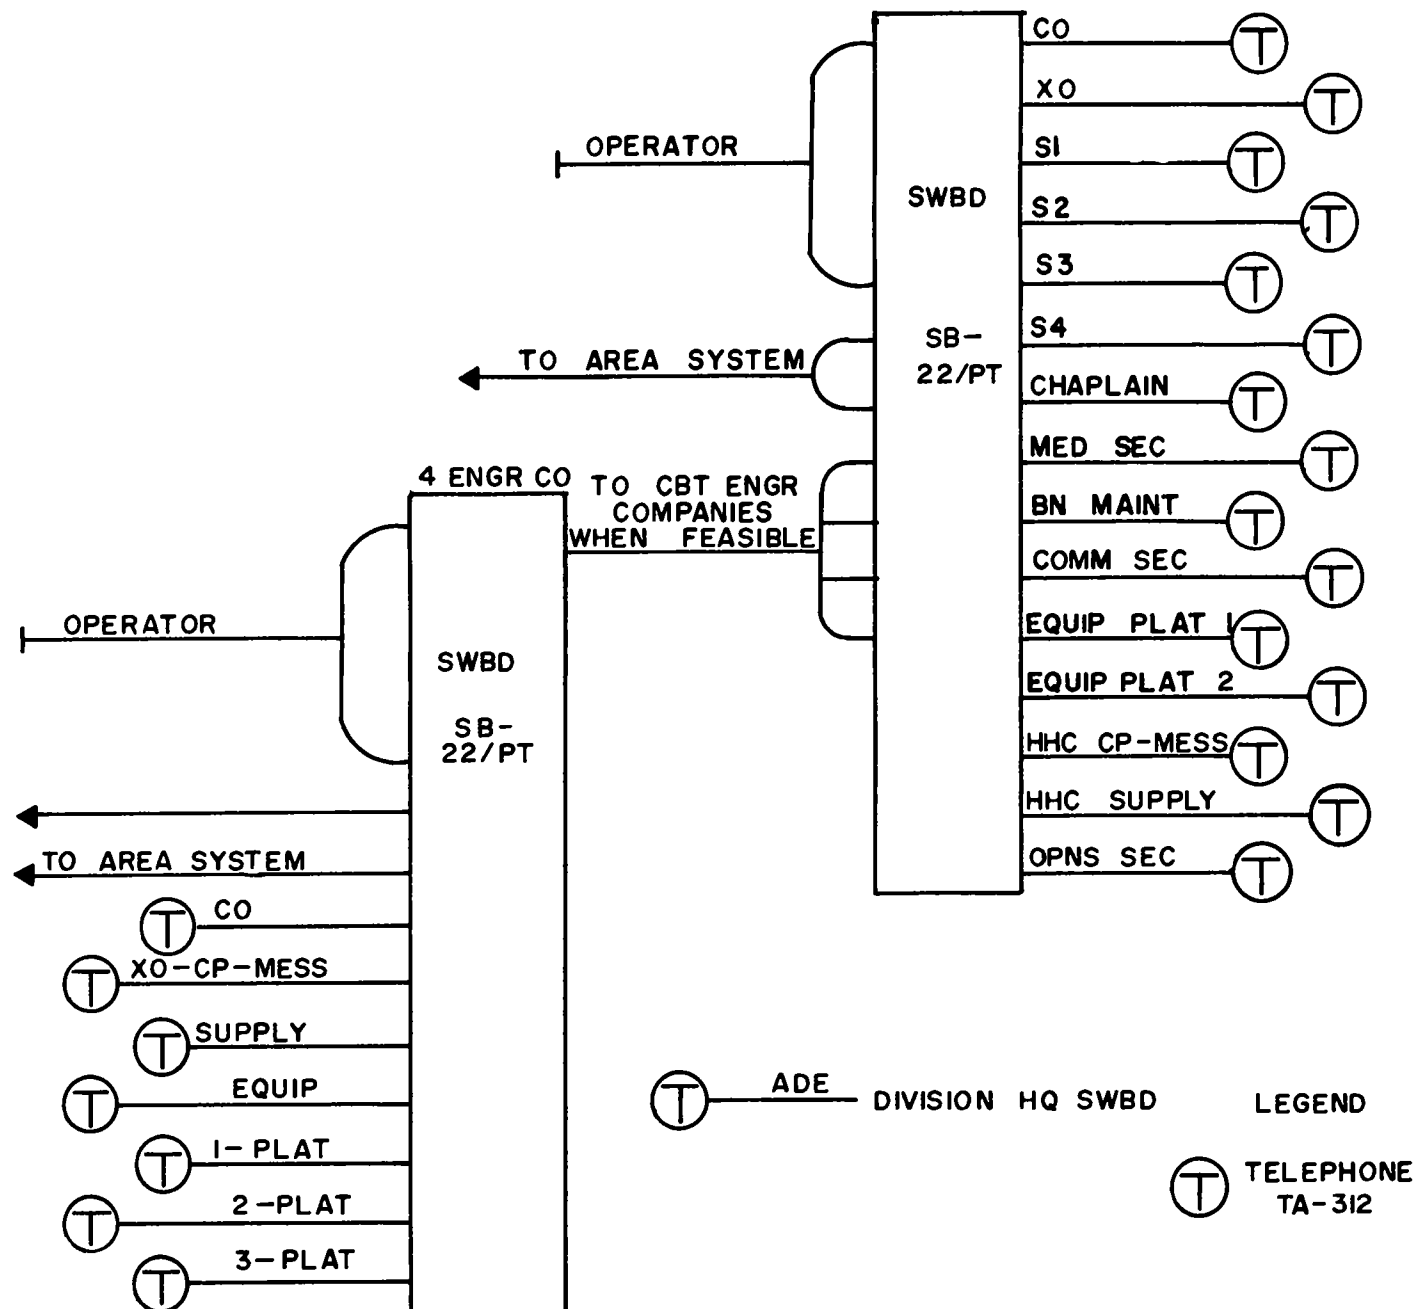 CO
T
XO
T
OPERATOR
S1
T
SWBD
S2
T
S3
T
S4
T
SB-
22/PT
TO AREA SYSTEM
CHAPLAIN
T
MED SEC
T
BN MAINT
T
COMM SEC
T
EQUIP PLAT 1
T
EQUIP PLAT 2
T
HHC CP-MESS
T
HHC SUPPLY
T
OPNS SEC
T
4 ENGR CO
TO CBT ENGR
COMPANIES
WHEN FEASIBLE
OPERATOR
SWBD
SB-
22/PT
TO AREA SYSTEM
CO
T
XO-CP-MESS
T
SUPPLY
T
EQUIP
T
1-PLAT
T
2-PLAT
T
3-PLAT
T
T
ADE
DIVISION HQ SWBD
LEGEND
T
TELEPHONE
TA-312